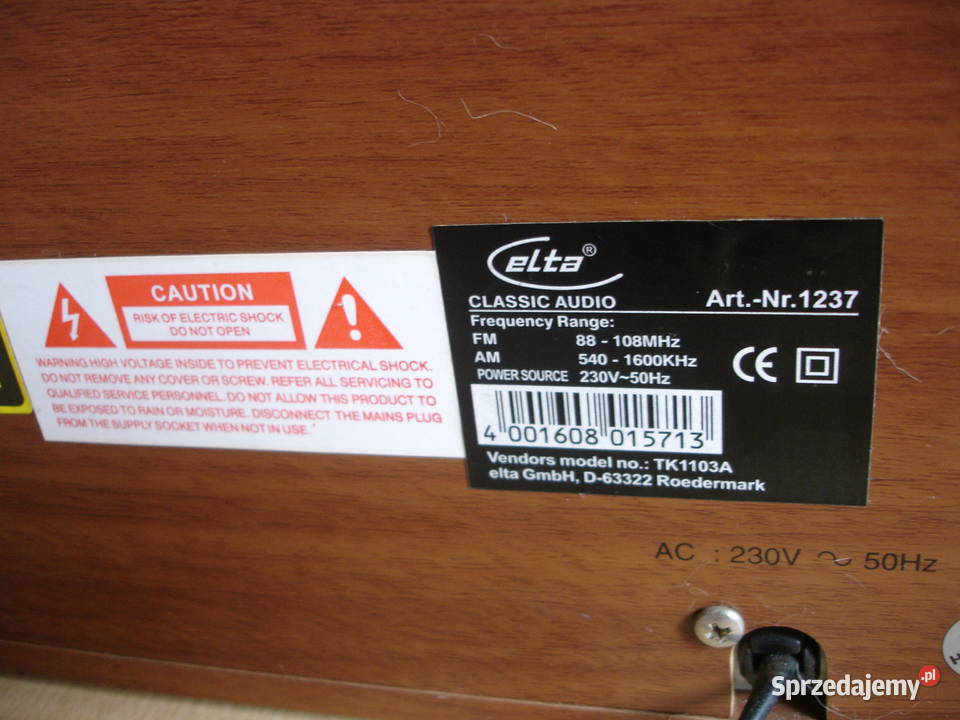 CAUTION
RISK OF ELECTRIC SHOCK
DO NOT OPEN
WARNING HIGH VOLTAGE INSIDE TO PREVENT ELECTRICAL SHOCK.
DO NOT REMOVE ANY COVER OR SCREW. REFER ALL SERVICING TO
QUALIFIED SERVICE PERSONNEL. DO NOT ALLOW THIS PRODUCT TO
BE EXPOSED TO RAIN OR MOISTURE. DISCONNECT THE MAINS PLUG
FROM THE SUPPLY SOCKET WHEN NOT IN USE."
elta®
CLASSIC AUDIO Art.-Nr.1237
Frequency Range:
FM 88 - 108MHz
AM 540 - 1600KHz
POWER SOURCE 230V~50Hz
CE
4 001608 015713
Vendors model no.: TK1103A
elta GmbH, D-63322 Roedermark
AC : 230V ~ 50Hz
Sprzedajemy.pl